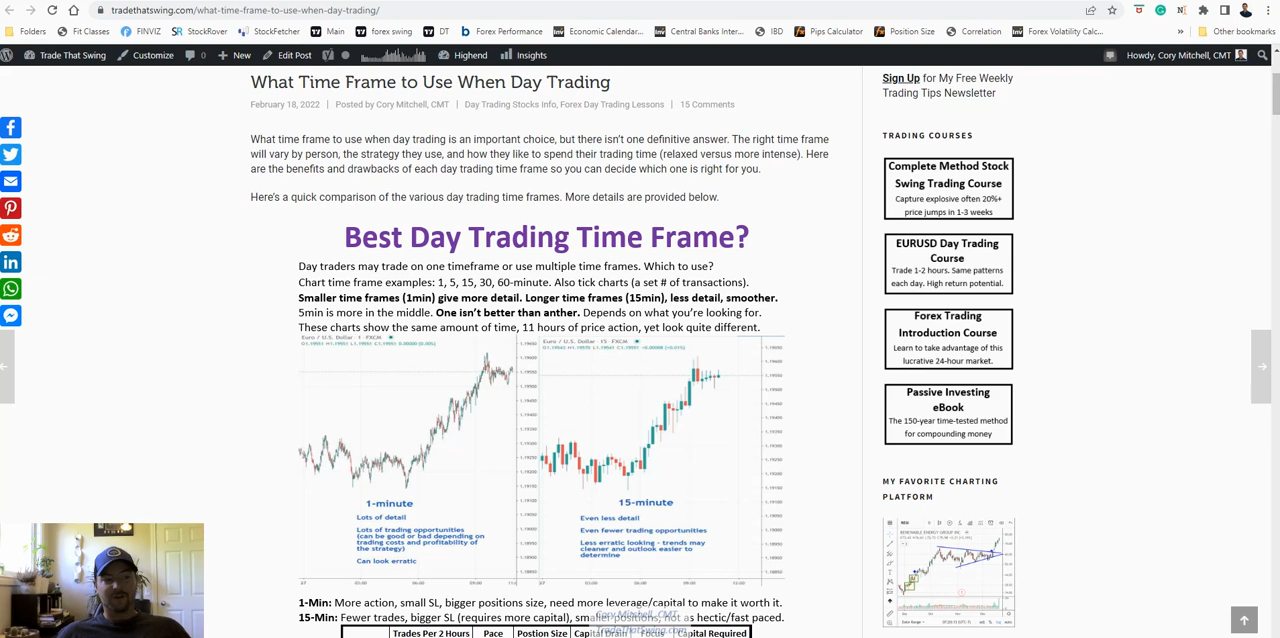 tradethatswing.com/what-time-frame-to-use-when-day-trading/
Folders Fit Classes FINVIZ StockRover StockFetcher Main forex swing DT Forex Performance Economic Calendar... Central Banks Inter... IBD Pips Calculator Position Size Correlation Forex Volatility Calc... » Other bookmarks
Trade That Swing Customize 0 + New Edit Post Highend Insights Howdy, Cory Mitchell, CMT
What Time Frame to Use When Day Trading
February 18, 2022 | Posted by Cory Mitchell, CMT | Day Trading Stocks Info, Forex Day Trading Lessons | 15 Comments
What time frame to use when day trading is an important choice, but there isn't one definitive answer. The right time frame
will vary by person, the strategy they use, and how they like to spend their trading time (relaxed versus more intense). Here
are the benefits and drawbacks of each day trading time frame so you can decide which one is right for you.
Here's a quick comparison of the various day trading time frames. More details are provided below.
Best Day Trading Time Frame?
Day traders may trade on one timeframe or use multiple time frames. Which to use?
Chart time frame examples: 1, 5, 15, 30, 60-minute. Also tick charts (a set # of transactions).
Smaller time frames (1min) give more detail. Longer time frames (15min), less detail, smoother.
5min is more in the middle. One isn't better than anther. Depends on what you're looking for.
These charts show the same amount of time, 11 hours of price action, yet look quite different.
Euro / U.S. Dollar · 1 · FXCM
Euro / U.S. Dollar · 15 · FXCM
1-minute
Lots of detail
Lots of trading opportunities
(can be good or bad depending on
trading costs and profitability of
the strategy)
Can look erratic
15-minute
Even less detail
Even fewer trading opportunities
Less erratic looking - trends may
cleaner and outlook easier to
determine
1-Min: More action, small SL, bigger positions size, need more leverage/capital to make it worth it.
15-Min: Fewer trades, bigger SL (requires more capital), smaller positions, not as hectic/fast paced.
Cory Mitchell, CMT
TradeThatSwing.com
Trades Per 2 Hours Pace Postion Size Capital Drain Focus Capital Required
Sign Up for My Free Weekly
Trading Tips Newsletter
TRADING COURSES
Complete Method Stock
Swing Trading Course
Capture explosive often 20%+
price jumps in 1-3 weeks
EURUSD Day Trading
Course
Trade 1-2 hours. Same patterns
each day. High return potential.
Forex Trading
Introduction Course
Learn to take advantage of this
lucrative 24-hour market.
Passive Investing
eBook
The 150-year time-tested method
for compounding money
MY FAVORITE CHARTING
PLATFORM